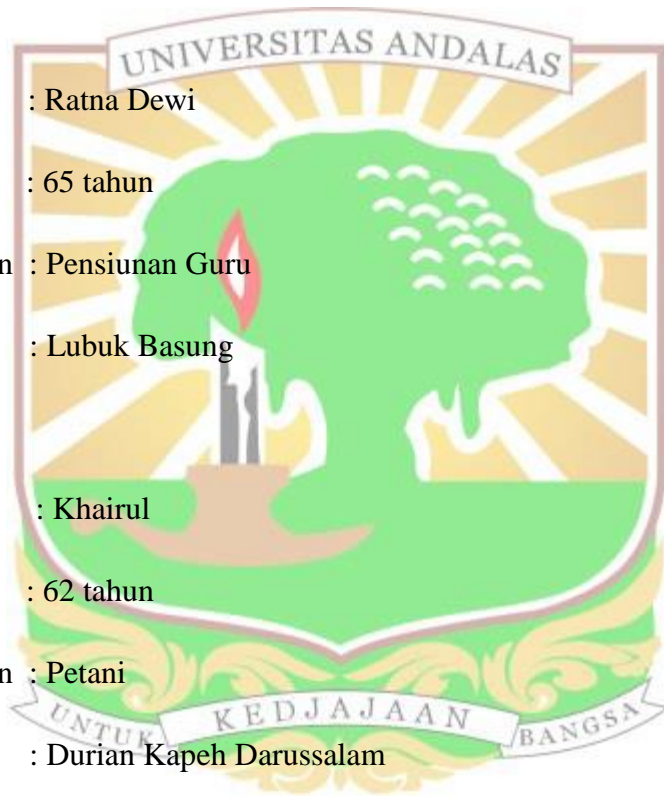 UNIVERSITAS ANDALAS
: Ratna Dewi
: 65 tahun
n : Pensiunan Guru
: Lubuk Basung
: Khairul
: 62 tahun
n : Petani
UNTUK KEDJAJAAN BANGSA
: Durian Kapeh Darussalam